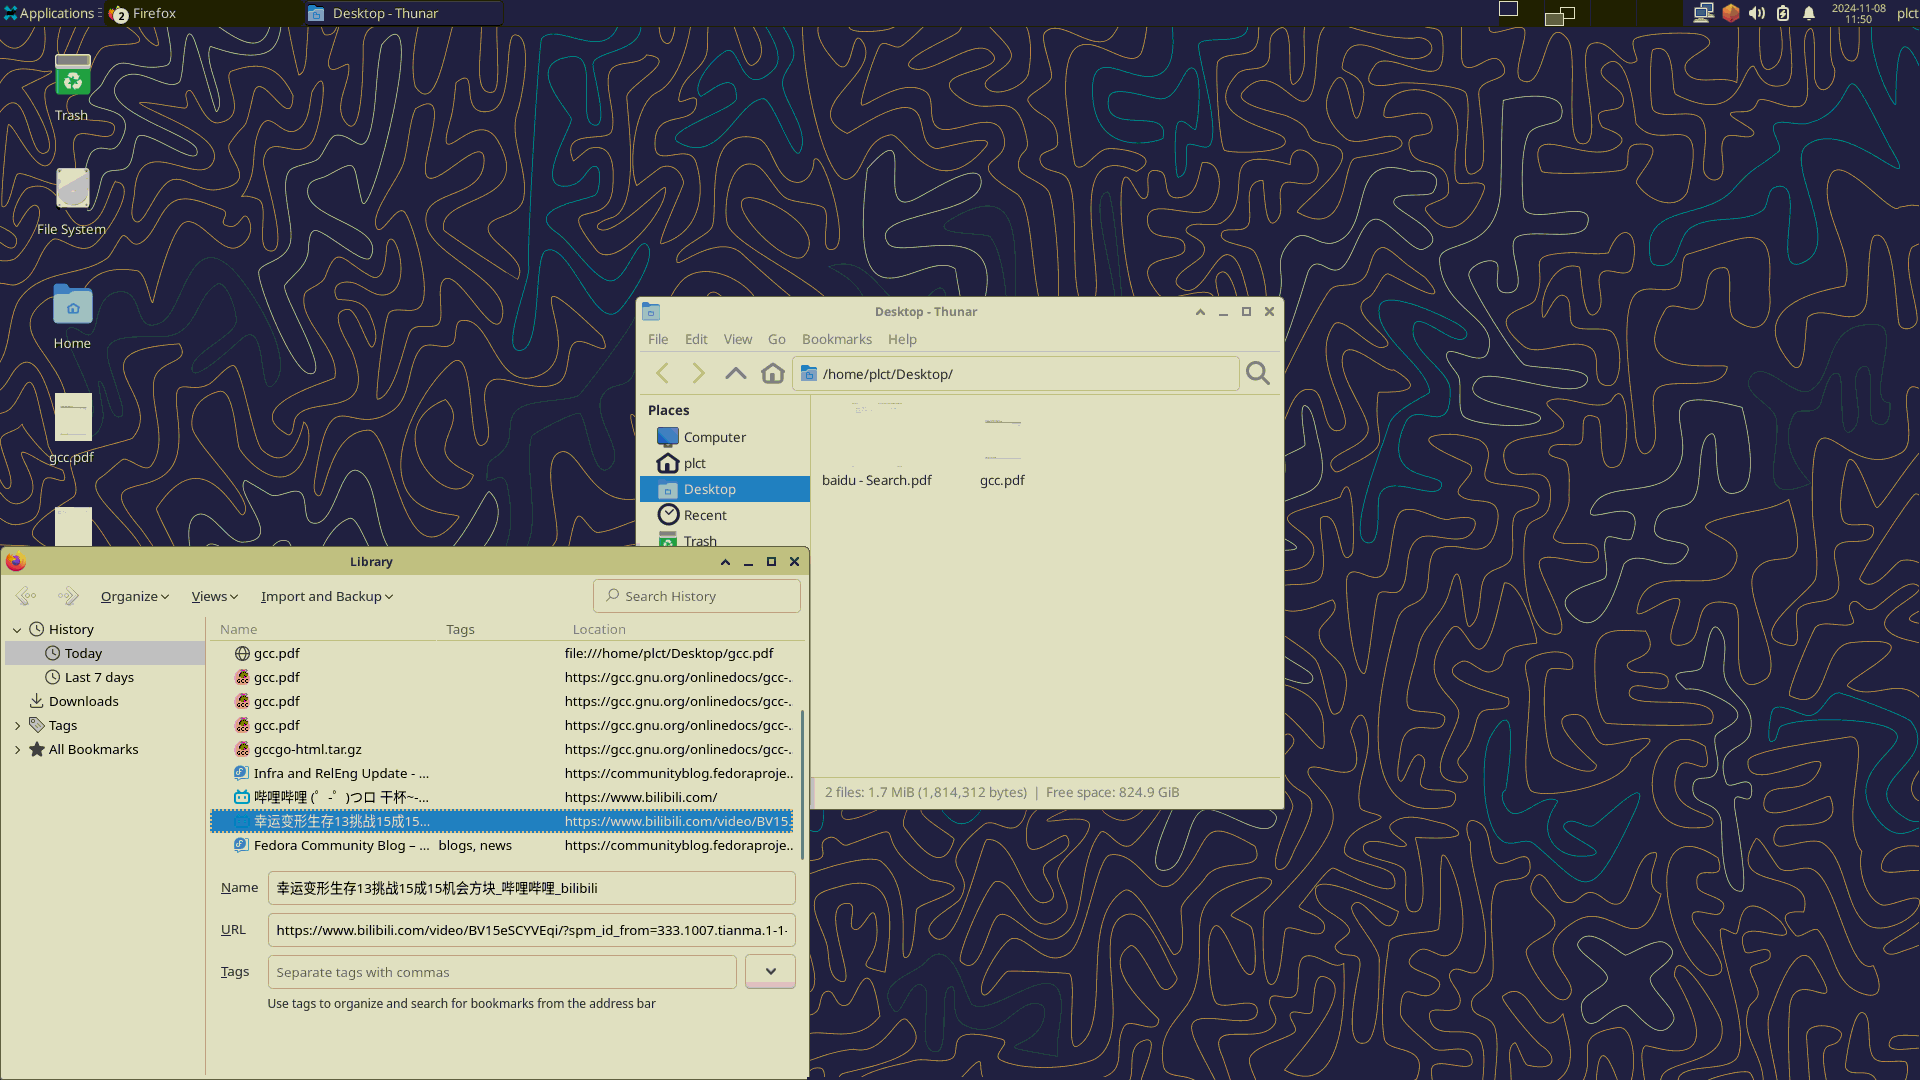 Applications
2 Firefox
Desktop - Thunar
2024-11-08
11:50
plct
Trash
File System
Home
gcc.pdf
Desktop - Thunar
File Edit View Go Bookmarks Help
/home/plct/Desktop/
Places
Computer
plct
Desktop
Recent
Trash
baidu - Search.pdf
gcc.pdf
2 files: 1.7 MiB (1,814,312 bytes) | Free space: 824.9 GiB
Library
Organize Views Import and Backup
Search History
History
Today
Last 7 days
Downloads
Tags
All Bookmarks
Name Tags Location
gcc.pdf file:///home/plct/Desktop/gcc.pdf
gcc.pdf https://gcc.gnu.org/onlinedocs/gcc-..
gcc.pdf https://gcc.gnu.org/onlinedocs/gcc-..
gcc.pdf https://gcc.gnu.org/onlinedocs/gcc-..
gccgo-html.tar.gz https://gcc.gnu.org/onlinedocs/gcc-..
Infra and RelEng Update - ... https://communityblog.fedoraproje..
哔哩哔哩 (゜-゜)つロ 干杯~-... https://www.bilibili.com/
幸运变形生存13挑战15成15... https://www.bilibili.com/video/BV15.
Fedora Community Blog – ... blogs, news https://communityblog.fedoraproje..
Name 幸运变形生存13挑战15成15机会方块_哔哩哔哩_bilibili
URL https://www.bilibili.com/video/BV15eSCYVEqi/?spm_id_from=333.1007.tianma.1-1-
Tags Separate tags with commas
Use tags to organize and search for bookmarks from the address bar